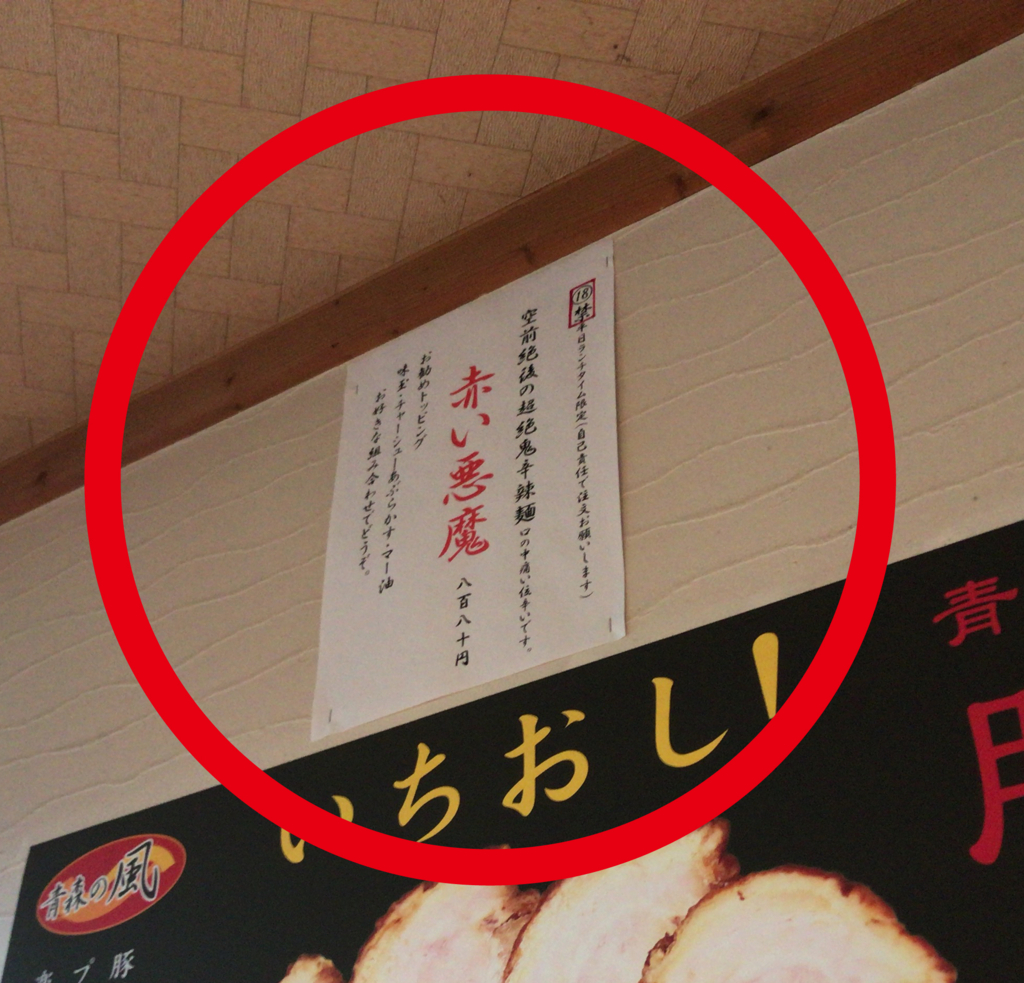 ⑱禁本日ランチタイム限定(自己責任で注文お願いします)
空前絶後の超絶鬼辛辣麺 口の中痛い位辛いです。
赤い悪魔 八百八十円
お勧めトッピング
味玉・チャーシューあぶらかす・マー油
お好きな組み合わせでどうぞ。
いちおし!
青森の風
青